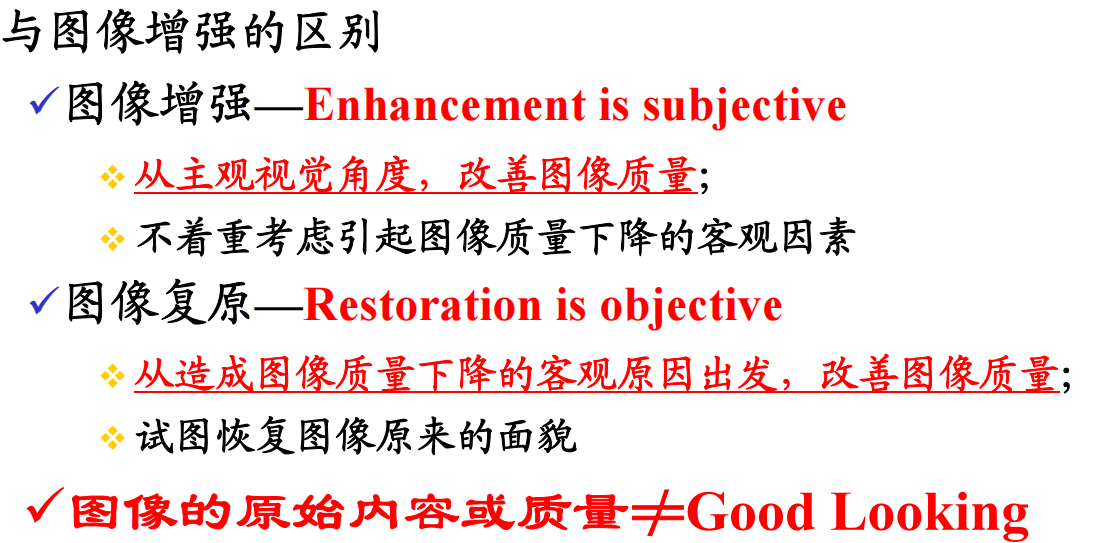 与图像增强的区别
✓图像增强—Enhancement is subjective
❖从主观视觉角度，改善图像质量;
❖不着重考虑引起图像质量下降的客观因素
✓图像复原—Restoration is objective
❖从造成图像质量下降的客观原因出发，改善图像质量;
❖试图恢复图像原来的面貌
✓图像的原始内容或质量≠Good Looking